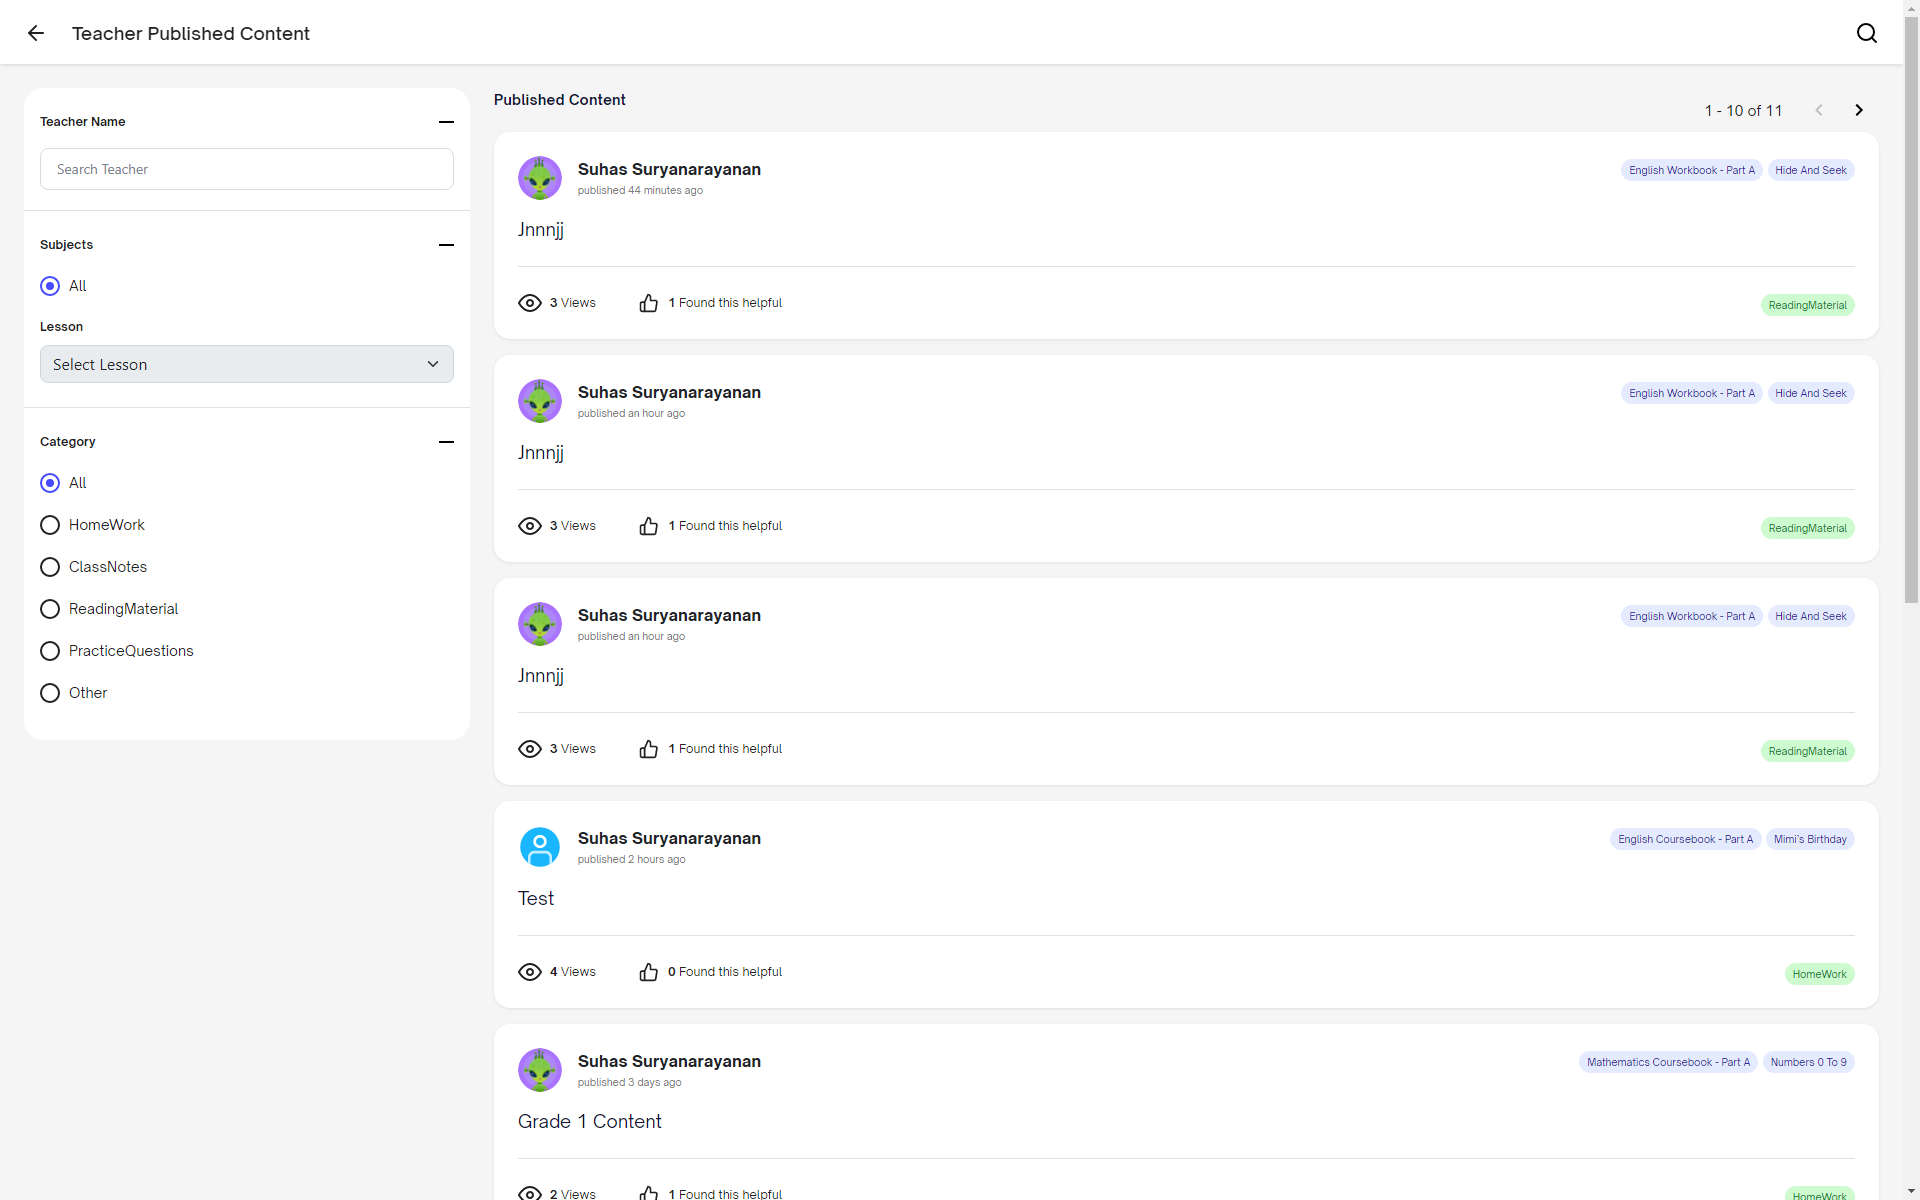 Teacher Published Content
Teacher Name
Search Teacher
Subjects
All
Lesson
Select Lesson
Category
All
HomeWork
ClassNotes
ReadingMaterial
PracticeQuestions
Other
Published Content
1 - 10 of 11
Suhas Suryanarayanan
published 44 minutes ago
English Workbook - Part A
Hide And Seek
Jnnnjj
3 Views
1 Found this helpful
ReadingMaterial
Suhas Suryanarayanan
published an hour ago
English Workbook - Part A
Hide And Seek
Jnnnjj
3 Views
1 Found this helpful
ReadingMaterial
Suhas Suryanarayanan
published an hour ago
English Workbook - Part A
Hide And Seek
Jnnnjj
3 Views
1 Found this helpful
ReadingMaterial
Suhas Suryanarayanan
published 2 hours ago
English Coursebook - Part A
Mimi's Birthday
Test
4 Views
0 Found this helpful
HomeWork
Suhas Suryanarayanan
published 3 days ago
Mathematics Coursebook - Part A
Numbers 0 To 9
Grade 1 Content
2 Views
1 Found this helpful
HomeWork